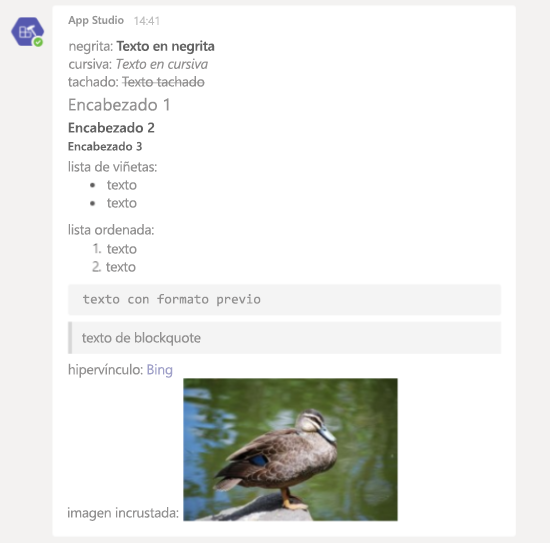 App Studio 14:41
negrita: Texto en negrita
cursiva: Texto en cursiva
tachado: Texto tachado
Encabezado 1
Encabezado 2
Encabezado 3
lista de viñetas:
• texto
• texto
lista ordenada:
1. texto
2. texto
texto con formato previo
texto de blockquote
hipervínculo: Bing
imagen incrustada: